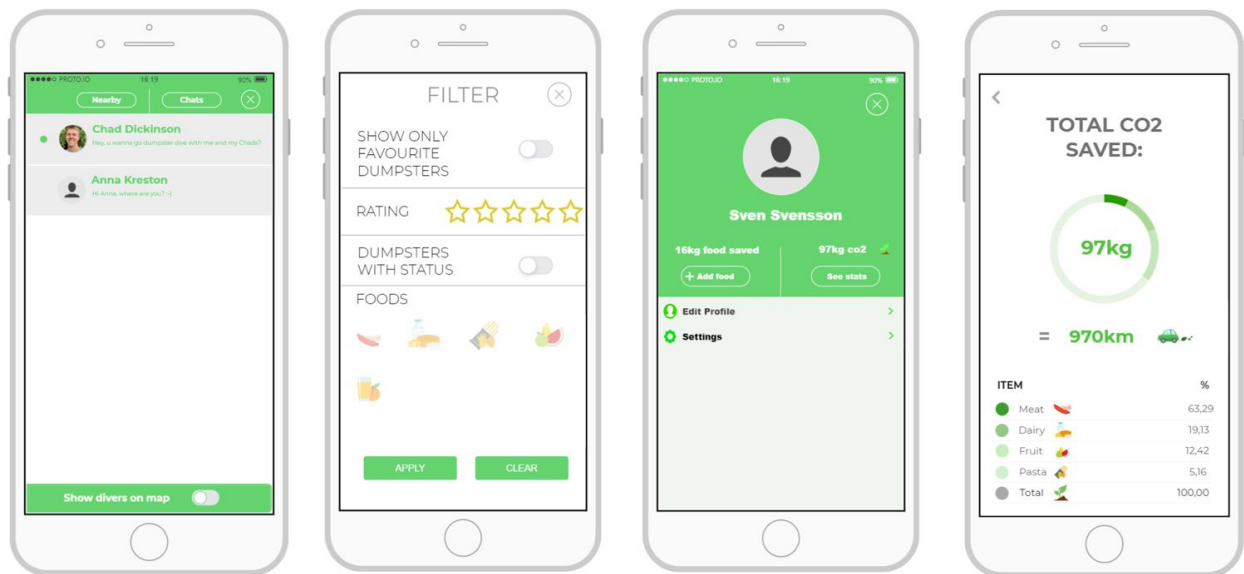 PROTO.IO 16:19 90%
Nearby Chats
Chad Dickinson
Hey, u wanna go dumpster dive with me and my Chads?
Anna Kreston
Hi Anna, where are you? :-)
Show divers on map
FILTER
SHOW ONLY
FAVOURITE
DUMPSTERS
RATING
DUMPSTERS
WITH STATUS
FOODS
APPLY CLEAR
PROTO.IO 16:19 90%
Sven Svensson
16kg food saved 97kg co2
+ Add food See stats
Edit Profile
Settings
TOTAL CO2
SAVED:
97kg
= 970km
ITEM %
Meat 63,29
Dairy 19,13
Fruit 12,42
Pasta 5,16
Total 100,00